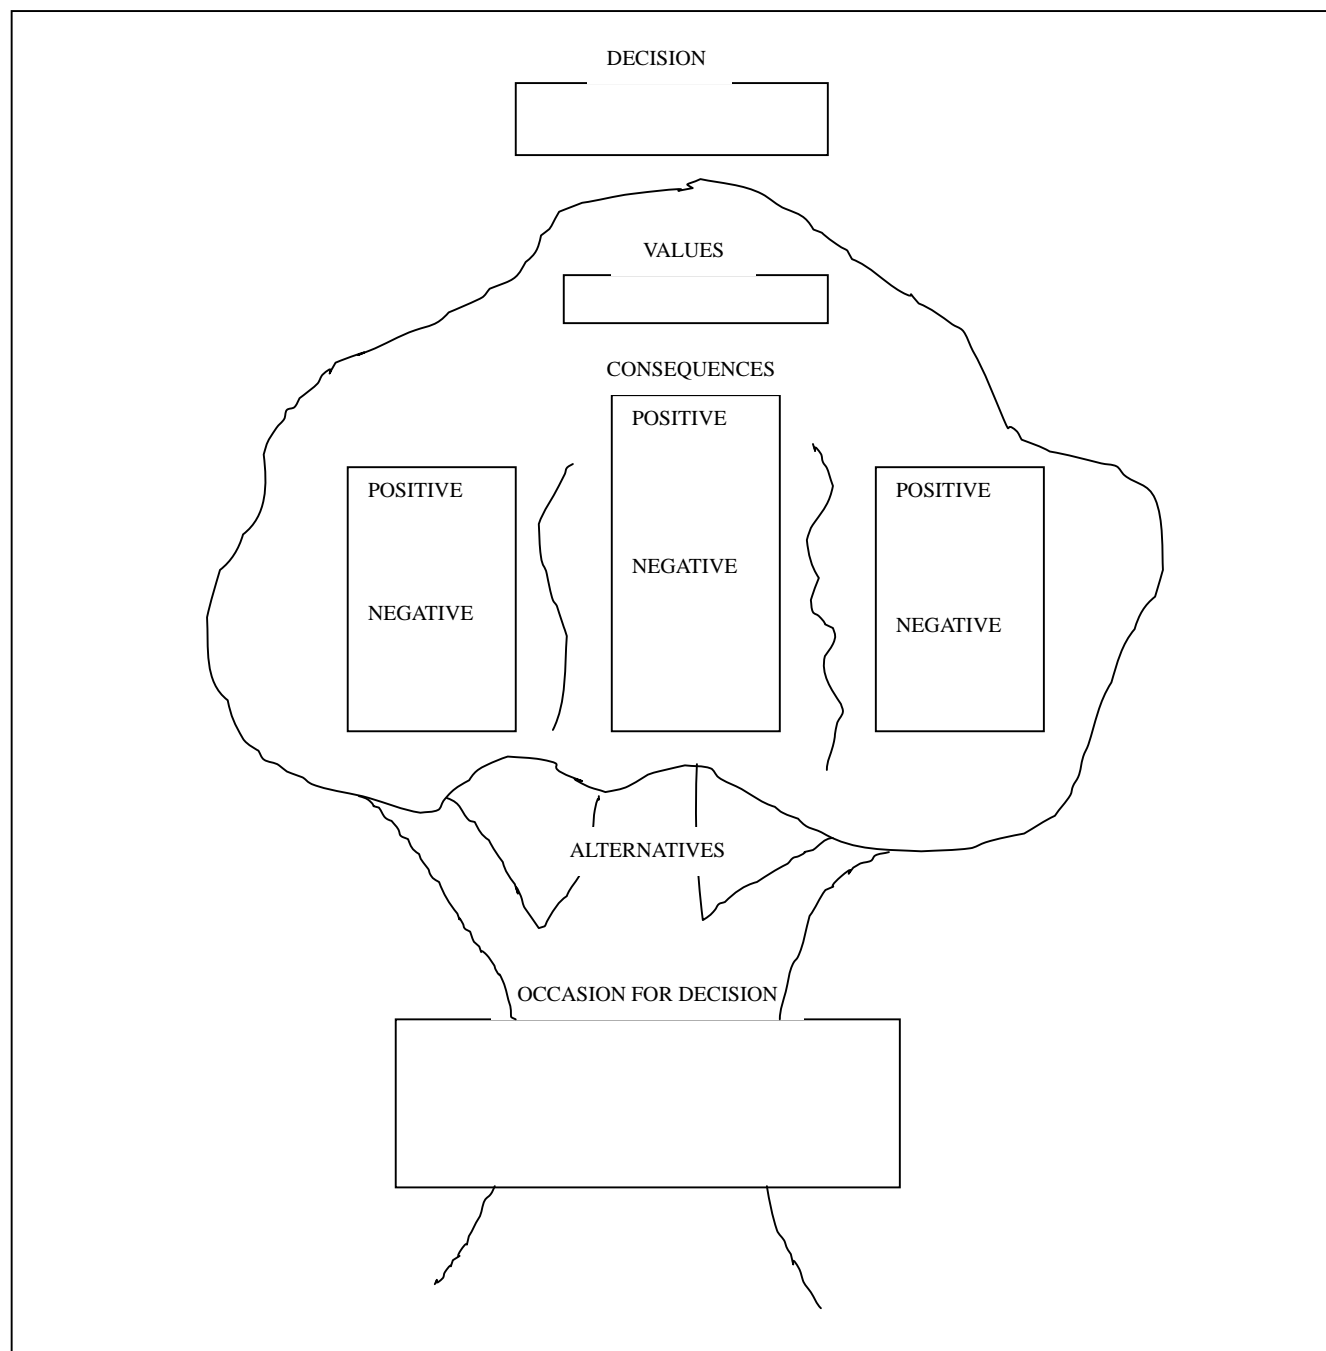 DECISION
VALUES
CONSEQUENCES
POSITIVE
NEGATIVE
POSITIVE
NEGATIVE
POSITIVE
NEGATIVE
ALTERNATIVES
OCCASION FOR DECISION